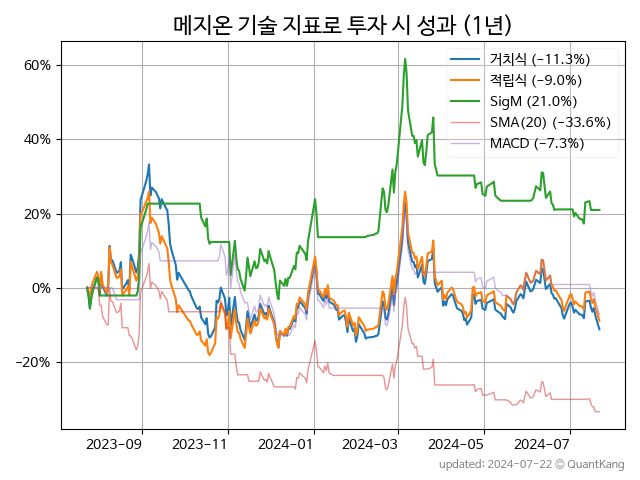 메지온 기술 지표로 투자 시 성과 (1년)
거치식 (−11.3%)
적립식 (−9.0%)
SigM (21.0%)
SMA(20) (−33.6%)
MACD (−7.3%)
60%
40%
20%
0%
−20%
2023−09 2023−11 2024−01 2024−03 2024−05 2024−07
updated: 2024−07−22 © QuantKang